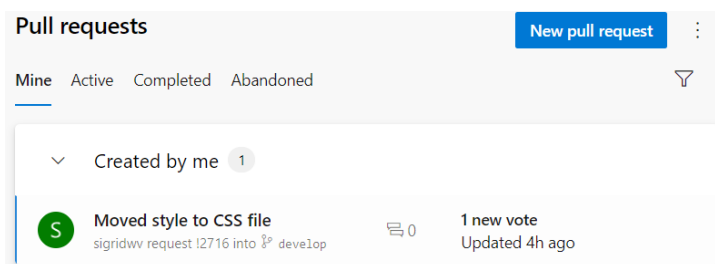 Pull requests
New pull request
Mine Active Completed Abandoned
Created by me 1
S
Moved style to CSS file
sigridwv request !2716 into develop
0
1 new vote
Updated 4h ago